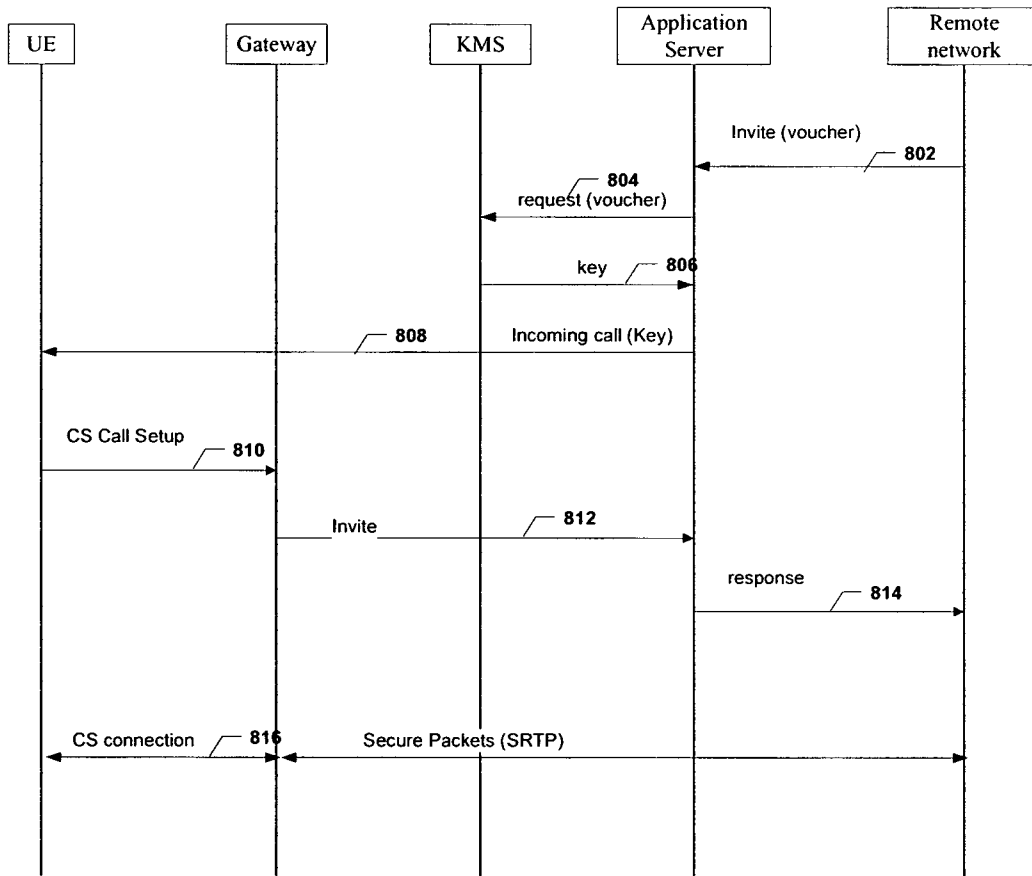 UE
Gateway
KMS
Application
Server
Remote
network
Invite (voucher)
802
804
request (voucher)
key
806
808
Incoming call (Key)
CS Call Setup
810
Invite
812
response
814
CS connection
816
Secure Packets (SRTP)